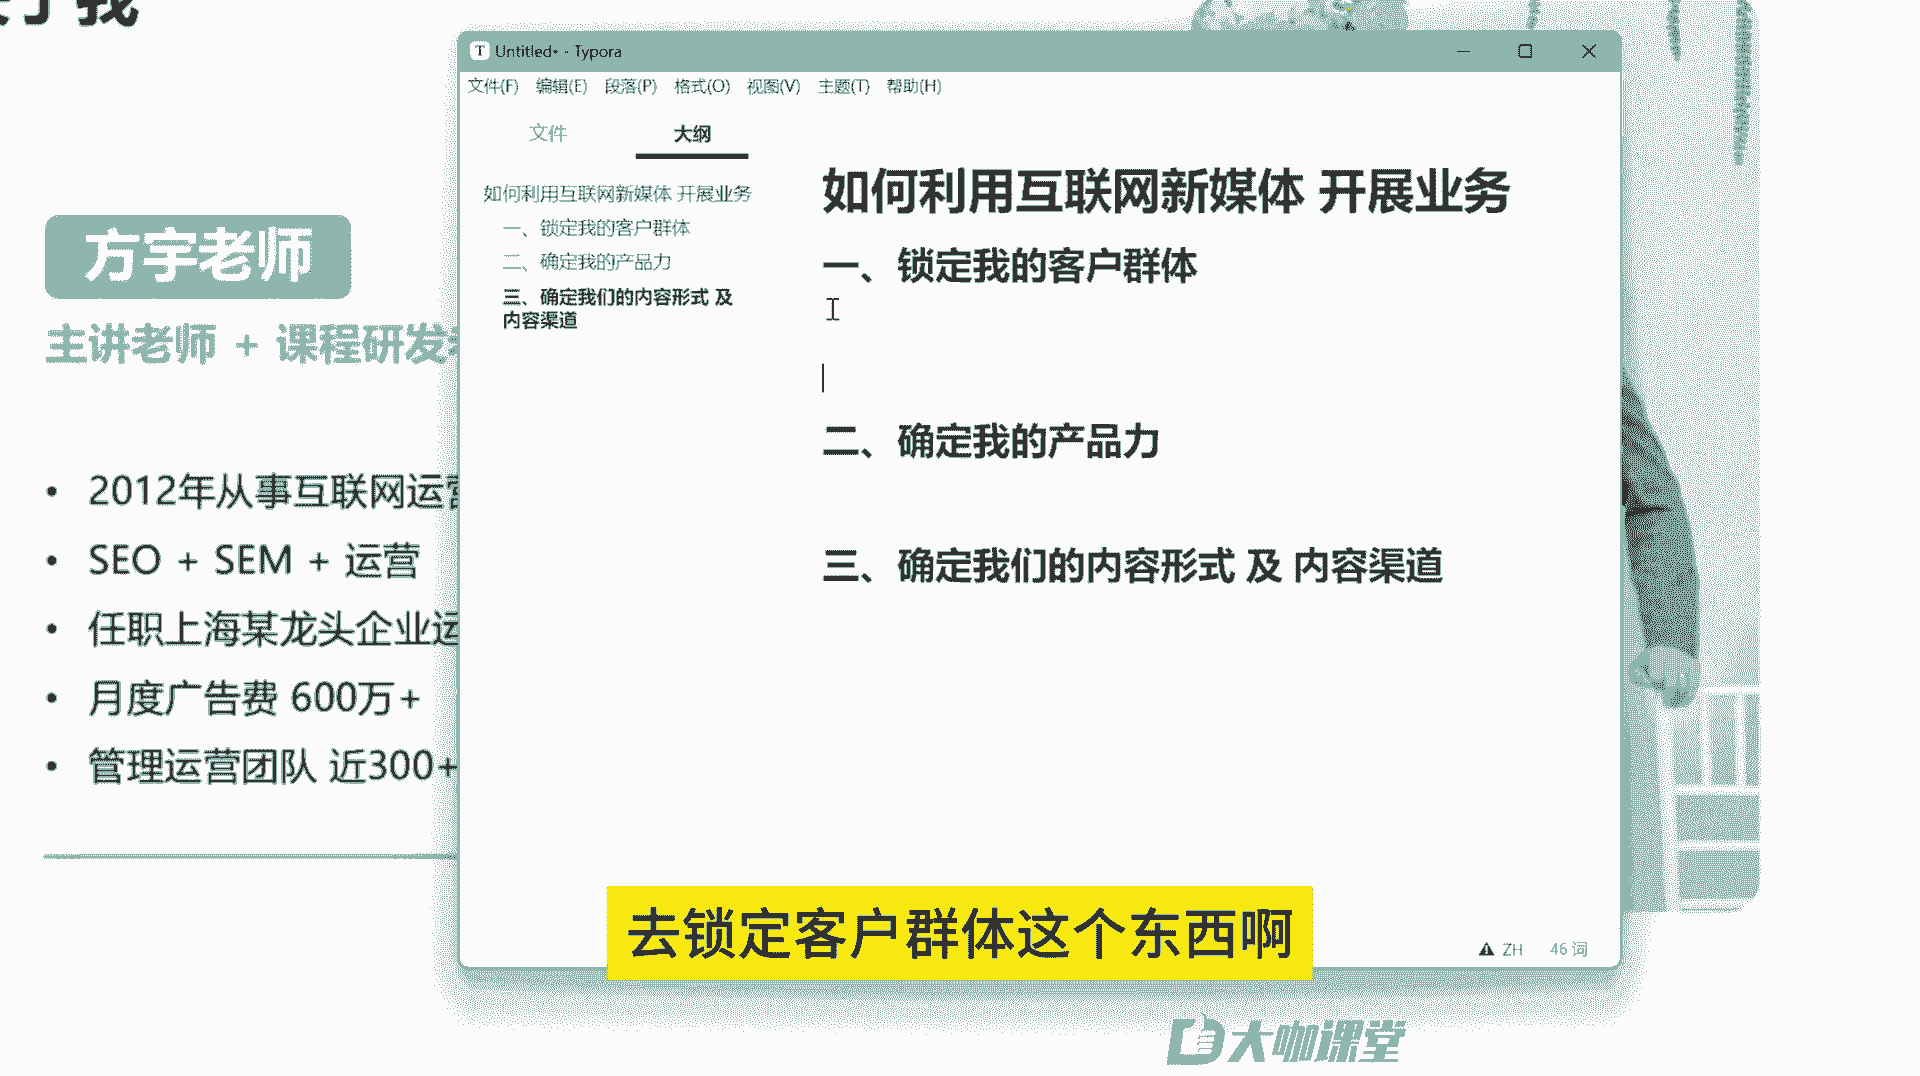 Untitled• - Typora
文件(F) 编辑(E) 段落(P) 格式(O) 视图(V) 主题(T) 帮助(H)
文件 大纲
如何利用互联网新媒体 开展业务
一、锁定我的客户群体
二、确定我的产品力
三、确定我们的内容形式 及
内容渠道
如何利用互联网新媒体 开展业务
一、锁定我的客户群体
二、确定我的产品力
三、确定我们的内容形式 及 内容渠道
ZH 46 词
我
方宇老师
主讲老师 + 课程研发
• 2012年从事互联网运营
• SEO + SEM + 运营
• 任职上海某龙头企业运
• 月度广告费 600万+
• 管理运营团队 近300+
去锁定客户群体这个东西啊
大咖课堂